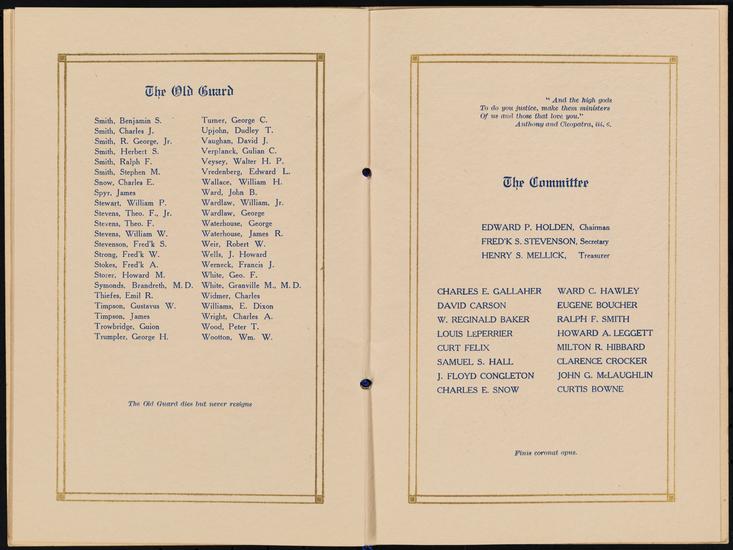 The Old Guard
Smith, Benjamin S.
Smith, Charles J.
Smith, R. George, Jr.
Smith, Herbert S.
Smith, Ralph F.
Smith, Stephen M.
Snow, Charles E.
Spyr, James
Stewart, William P.
Stevens, Theo. F., Jr.
Stevens, Theo. F.
Stevens, William W.
Stevenson, Fred'k S.
Strong, Fred'k W.
Stokes, Fred'k A.
Storer, Howard M.
Symonds, Brandreth, M. D.
Thiefes, Emil R.
Timpson, Gustavus W.
Timpson, James
Trowbridge, Guion
Trumpler, George H.
Turner, George C.
Upjohn, Dudley T.
Vaughan, David J.
Verplanck, Gulian C.
Veysey, Walter H. P.
Vredenberg, Edward L.
Wallace, William H.
Ward, John B.
Wardlaw, William, Jr.
Wardlaw, George
Waterhouse, George
Waterhouse, James R.
Weir, Robert W.
Wells, J. Howard
Werneck, Francis J.
White, Geo. F.
White, Granville M., M. D.
Widmer, Charles
Williams, E. Dixon
Wright, Charles A.
Wood, Peter T.
Wootton, Wm. W.
The Old Guard dies but never resigns
" And the high gods
To do you justice, make them ministers
Of us and those that love you."
Anthony and Cleopatra, iii, 6.
The Committee
EDWARD P. HOLDEN, Chairman
FRED'K S. STEVENSON, Secretary
HENRY S. MELLICK, Treasurer
CHARLES E. GALLAHER
DAVID CARSON
W. REGINALD BAKER
LOUIS LEPERRIER
CURT FELIX
SAMUEL S. HALL
J. FLOYD CONGLETON
CHARLES E. SNOW
WARD C. HAWLEY
EUGENE BOUCHER
RALPH F. SMITH
HOWARD A. LEGGETT
MILTON R. HIBBARD
CLARENCE CROCKER
JOHN G. McLAUGHLIN
CURTIS BOWNE
Finis coronat opus.